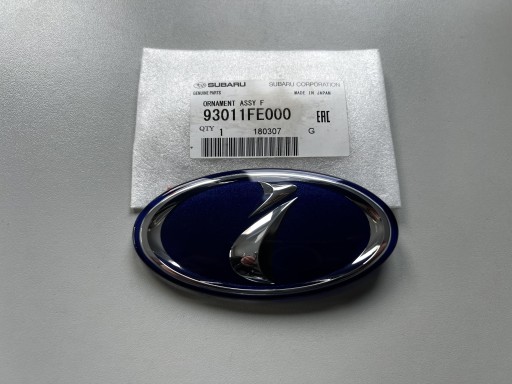 SUBARU SUBARU CORPORATION
GENUINE PARTS MADE IN JAPAN
ORNAMENT ASSY F
93011FE000 EAC
QTY 1 180307 G